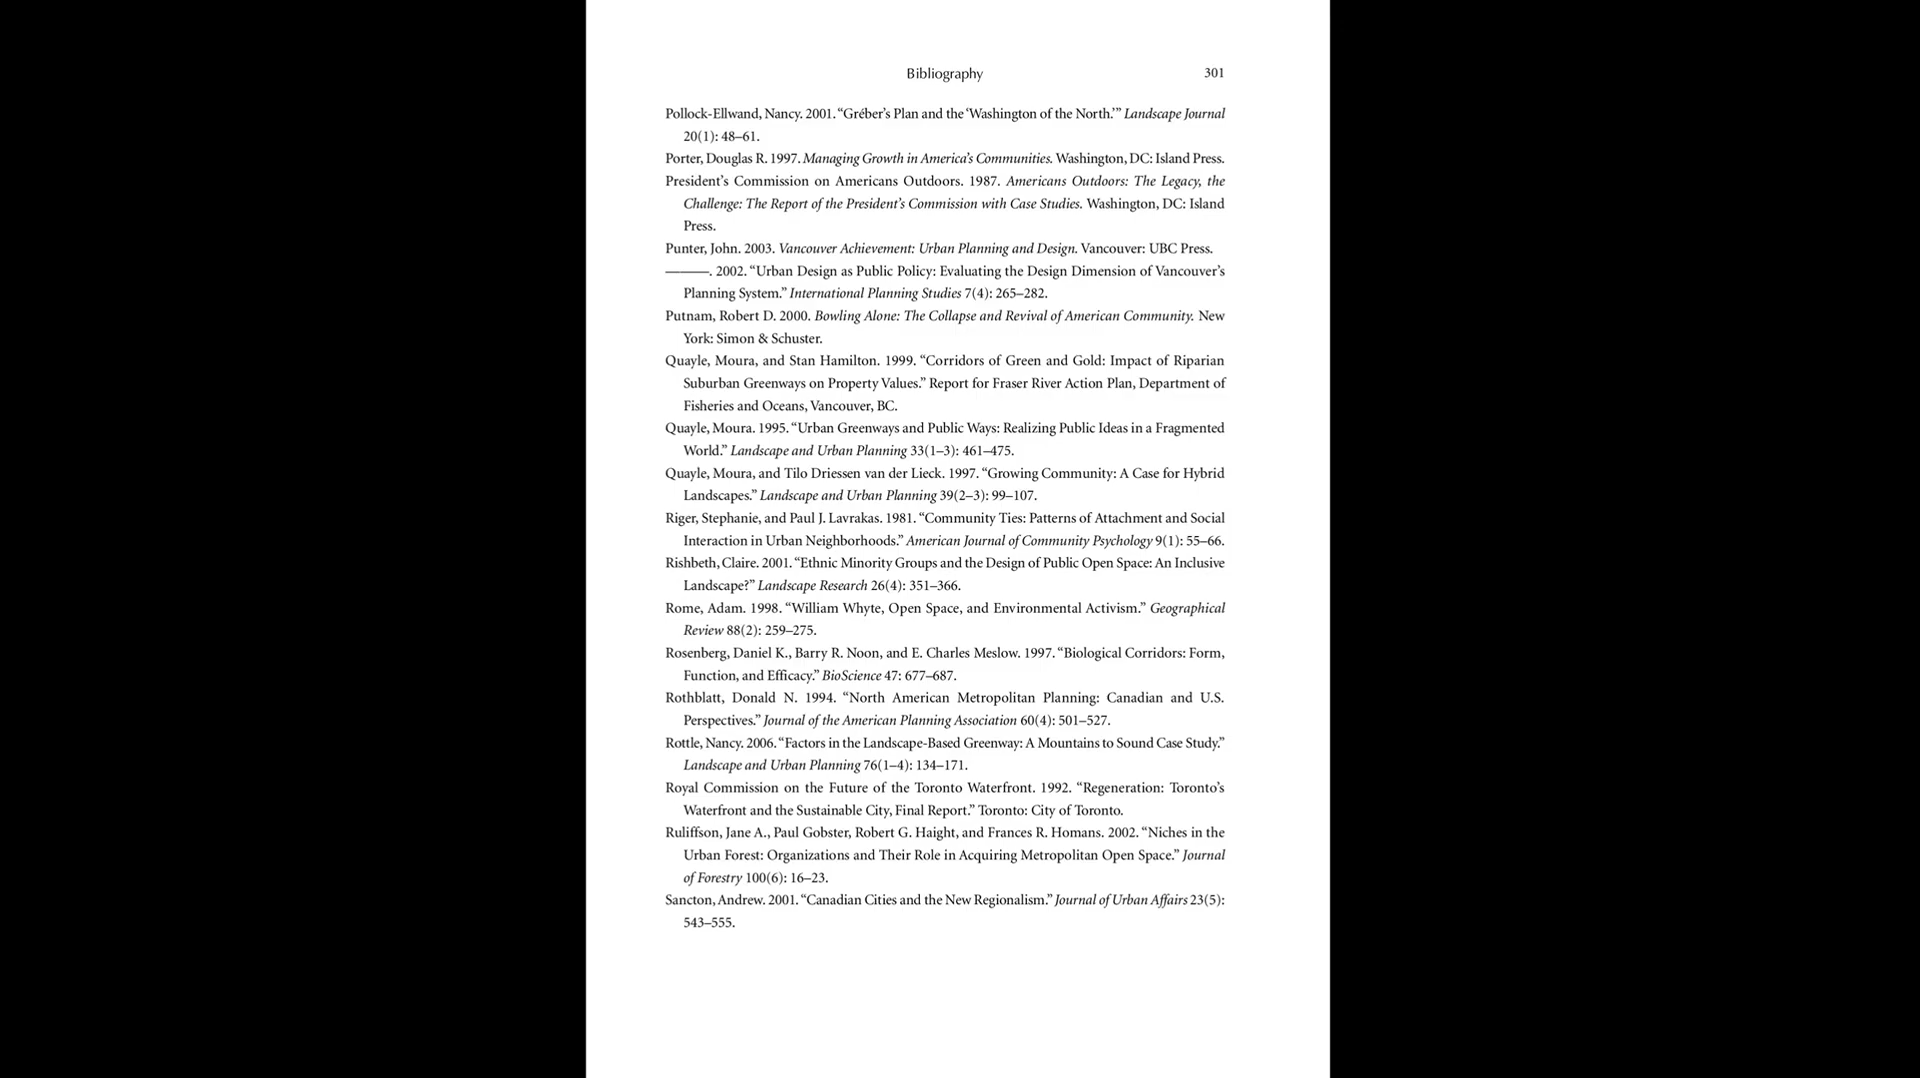 Bibliography 301
Pollock-Ellwand, Nancy. 2001. “Gréber’s Plan and the ‘Washington of the North.’” Landscape Journal
20(1): 48–61.
Porter, Douglas R. 1997. Managing Growth in America’s Communities. Washington, DC: Island Press.
President’s Commission on Americans Outdoors. 1987. Americans Outdoors: The Legacy, the
Challenge: The Report of the President’s Commission with Case Studies. Washington, DC: Island
Press.
Punter, John. 2003. Vancouver Achievement: Urban Planning and Design. Vancouver: UBC Press.
———. 2002. “Urban Design as Public Policy: Evaluating the Design Dimension of Vancouver’s
Planning System.” International Planning Studies 7(4): 265–282.
Putnam, Robert D. 2000. Bowling Alone: The Collapse and Revival of American Community. New
York: Simon & Schuster.
Quayle, Moura, and Stan Hamilton. 1999. “Corridors of Green and Gold: Impact of Riparian
Suburban Greenways on Property Values.” Report for Fraser River Action Plan, Department of
Fisheries and Oceans, Vancouver, BC.
Quayle, Moura. 1995. “Urban Greenways and Public Ways: Realizing Public Ideas in a Fragmented
World.” Landscape and Urban Planning 33(1–3): 461–475.
Quayle, Moura, and Tilo Driessen van der Lieck. 1997. “Growing Community: A Case for Hybrid
Landscapes.” Landscape and Urban Planning 39(2–3): 99–107.
Riger, Stephanie, and Paul J. Lavrakas. 1981. “Community Ties: Patterns of Attachment and Social
Interaction in Urban Neighborhoods.” American Journal of Community Psychology 9(1): 55–66.
Rishbeth, Claire. 2001. “Ethnic Minority Groups and the Design of Public Open Space: An Inclusive
Landscape?” Landscape Research 26(4): 351–366.
Rome, Adam. 1998. “William Whyte, Open Space, and Environmental Activism.” Geographical
Review 88(2): 259–275.
Rosenberg, Daniel K., Barry R. Noon, and E. Charles Meslow. 1997. “Biological Corridors: Form,
Function, and Efficacy.” BioScience 47: 677–687.
Rothblatt, Donald N. 1994. “North American Metropolitan Planning: Canadian and U.S.
Perspectives.” Journal of the American Planning Association 60(4): 501–527.
Rottle, Nancy. 2006. “Factors in the Landscape-Based Greenway: A Mountains to Sound Case Study.”
Landscape and Urban Planning 76(1–4): 134–171.
Royal Commission on the Future of the Toronto Waterfront. 1992. “Regeneration: Toronto’s
Waterfront and the Sustainable City, Final Report.” Toronto: City of Toronto.
Ruliffson, Jane A., Paul Gobster, Robert G. Haight, and Frances R. Homans. 2002. “Niches in the
Urban Forest: Organizations and Their Role in Acquiring Metropolitan Open Space.” Journal
of Forestry 100(6): 16–23.
Sancton, Andrew. 2001. “Canadian Cities and the New Regionalism.” Journal of Urban Affairs 23(5):
543–555.